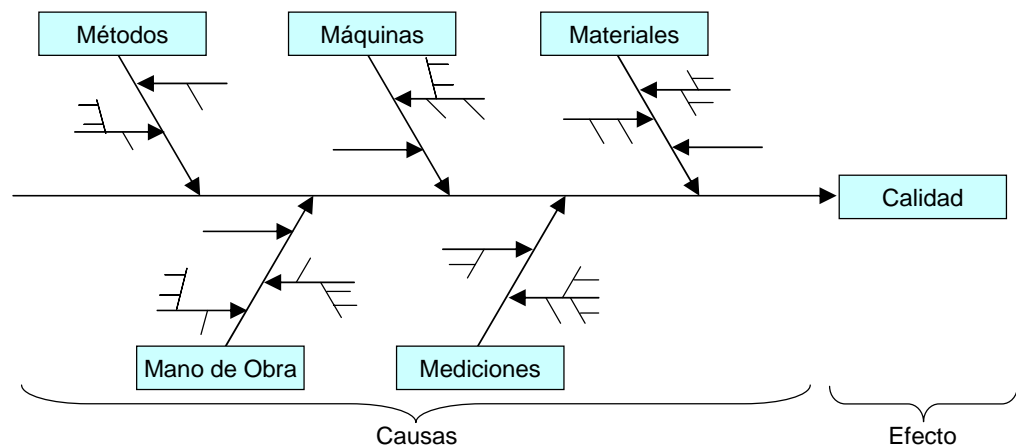 Métodos
Máquinas
Materiales
Calidad
Mano de Obra
Mediciones
Causas
Efecto